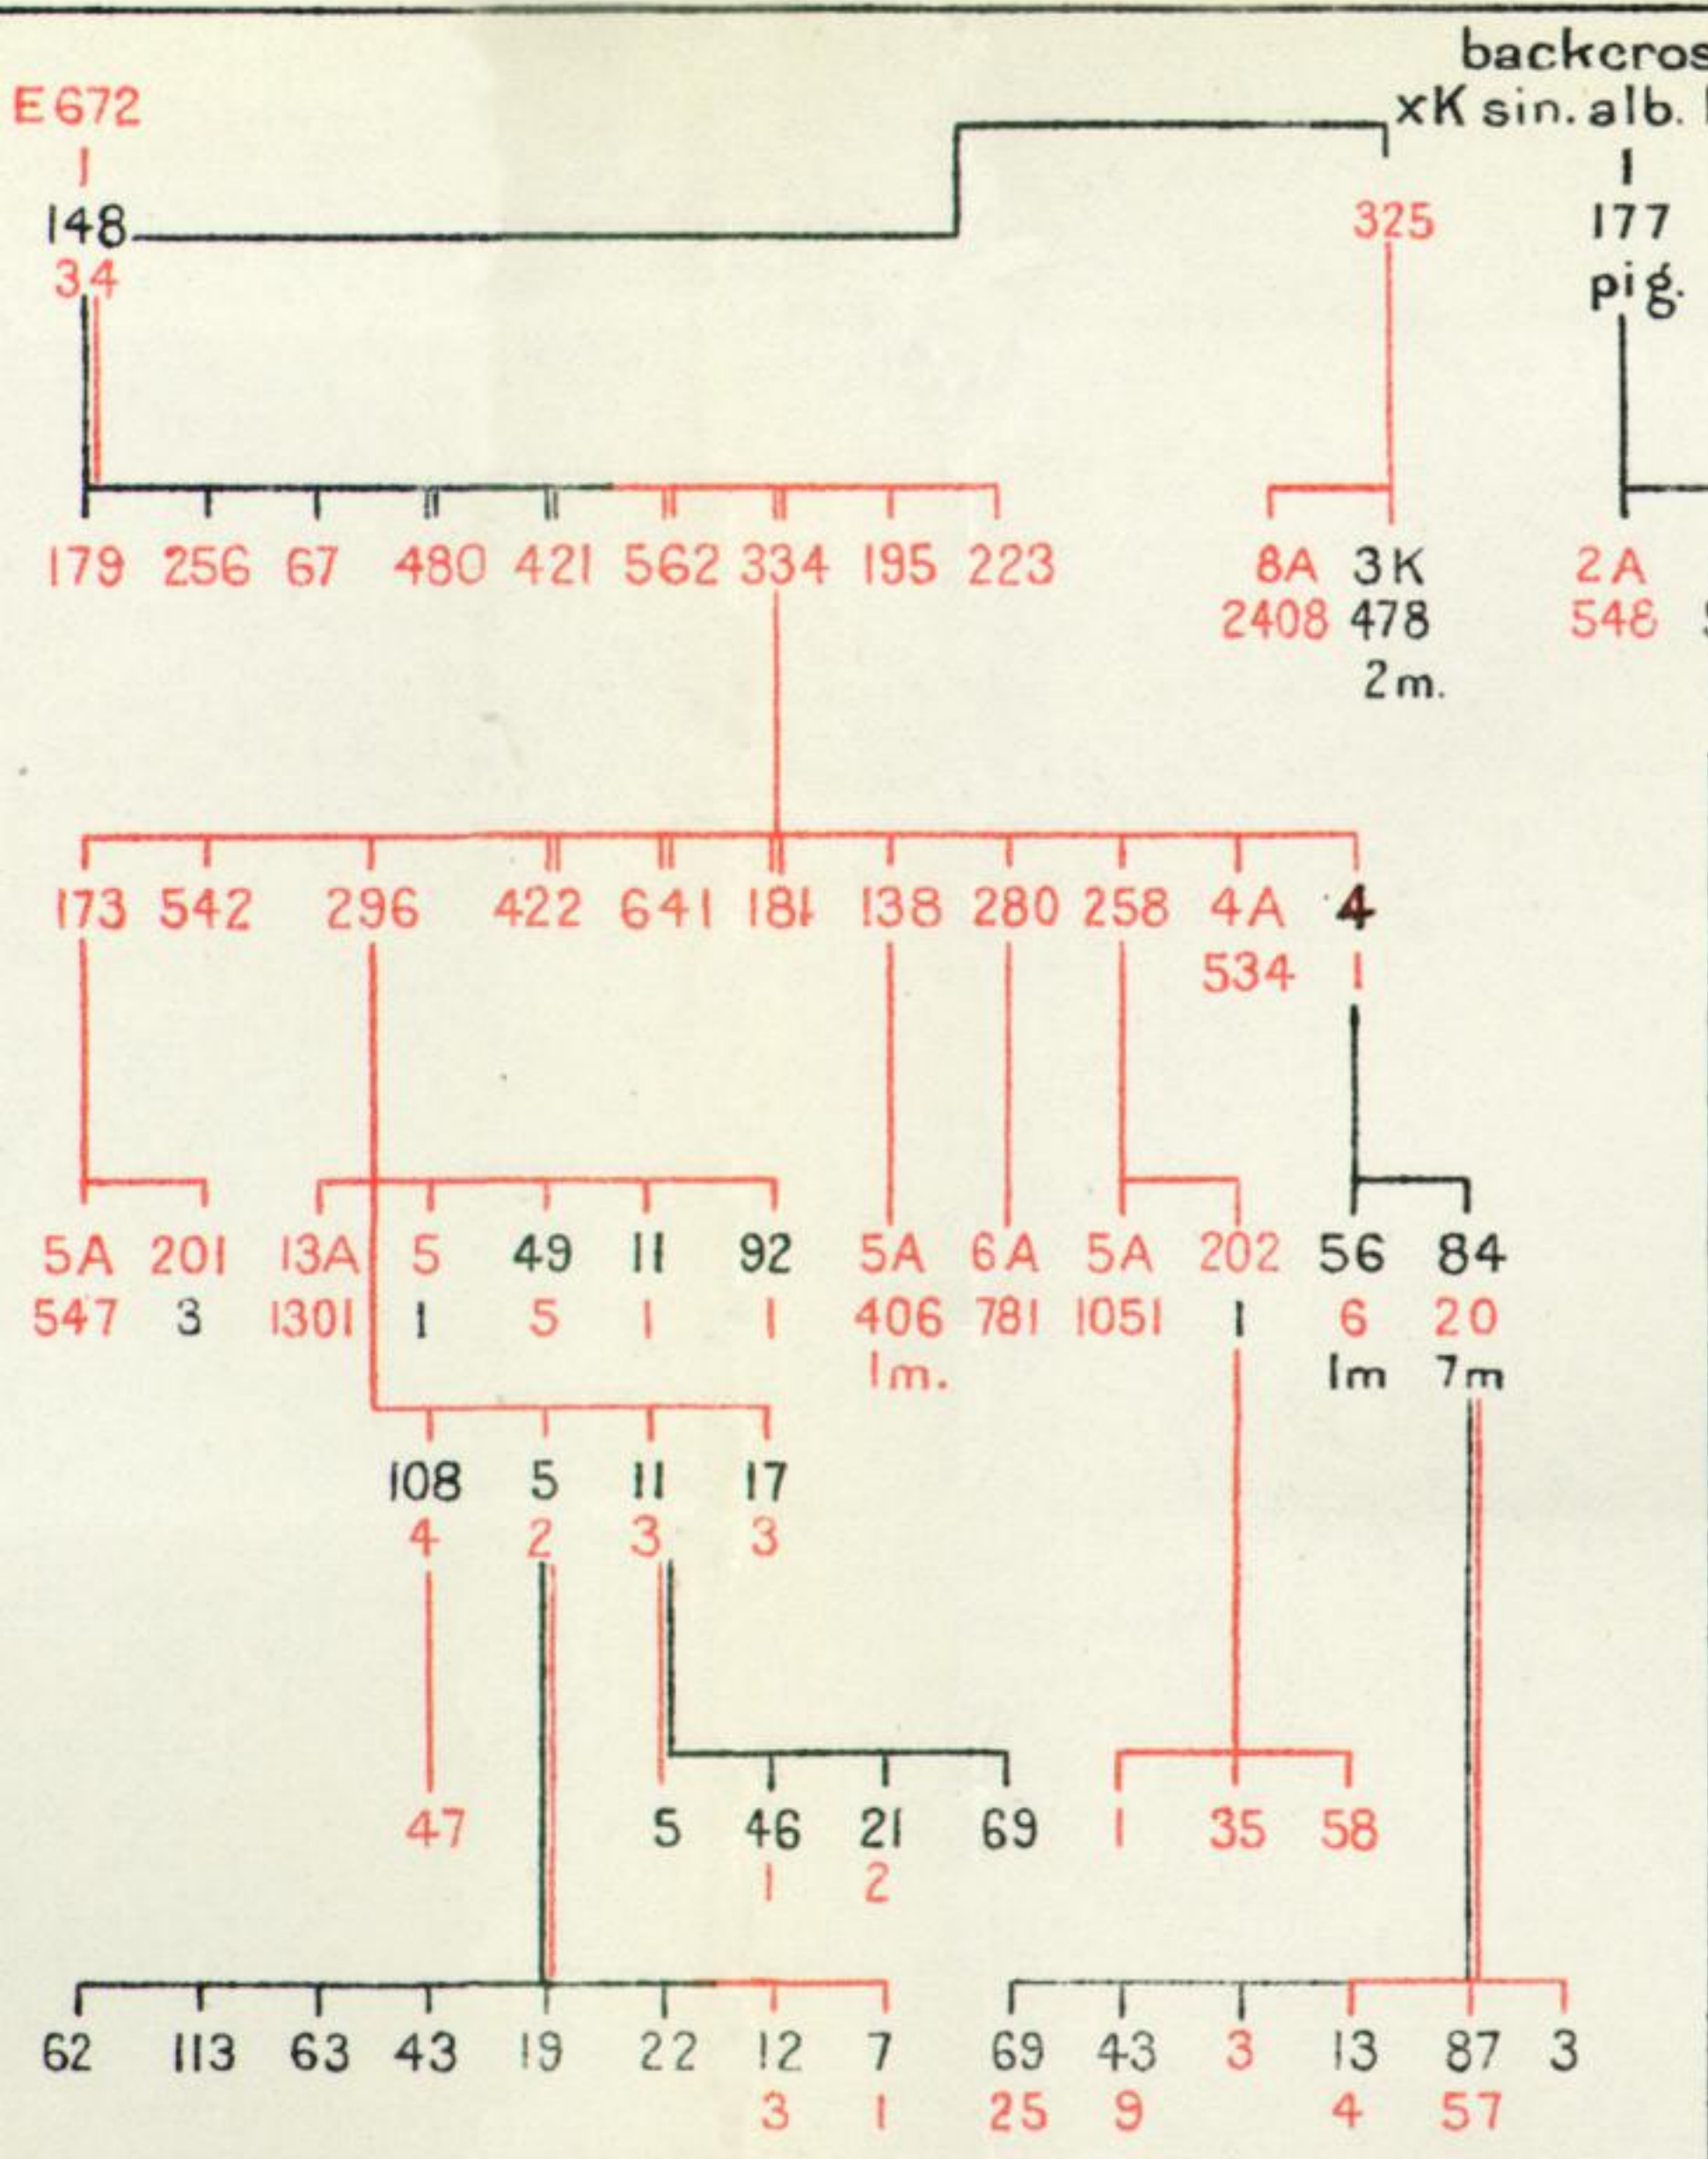 backcros
E672 xK sin. alb.
1
148 325 177
34 pig.
179 256 67 480 421 562 334 195 223 8A 3K 2A
2408 478 548
2m.
173 542 296 422 641 181 138 280 258 4A 4
534 1
5A 201 13A 5 49 11 92 5A 6A 5A 202 56 84
547 3 1301 1 5 1 1 406 781 1051 1 6 20
1m. 1m 7m
108 5 11 17
4 2 3 3
47 5 46 21 69 1 35 58
1 2
62 113 63 43 19 22 12 7 69 43 3 13 87 3
3 1 25 9 4 57